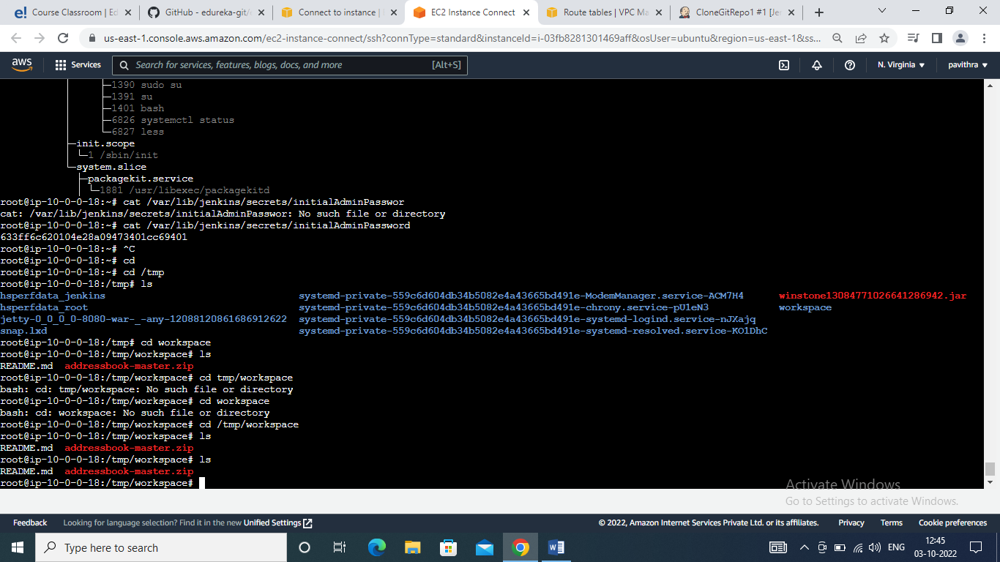 Course Classroom | Ed
GitHub - edureka-git/
Connect to instance |
EC2 Instance Connect
Route tables | VPC Ma
CloneGitRepo1 #1 [Je
us-east-1.console.aws.amazon.com/ec2-instance-connect/ssh?connType=standard&instanceId=i-03fb8281301469aff&osUser=ubuntu&region=us-east-1&ss...
aws Services Search for services, features, blogs, docs, and more [Alt+S] N. Virginia pavithra
├─1390 sudo su
├─1391 su
├─1401 bash
├─6826 systemctl status
└─6827 less
├─init.scope
└─1 /sbin/init
└─system.slice
├─packagekit.service
└─1881 /usr/libexec/packagekitd
root@ip-10-0-0-18:~# cat /var/lib/jenkins/secrets/initialAdminPasswor
cat: /var/lib/jenkins/secrets/initialAdminPasswor: No such file or directory
root@ip-10-0-0-18:~# cat /var/lib/jenkins/secrets/initialAdminPassword
633ff6c620104e28a09473401cc69401
root@ip-10-0-0-18:~# ^C
root@ip-10-0-0-18:~# cd
root@ip-10-0-0-18:~# cd /tmp
root@ip-10-0-0-18:/tmp# ls
hsperfdata_jenkins systemd-private-559c6d604db34b5082e4a43665bd491e-ModemManager.service-ACM7H4 winstone13084771026641286942.jar
hsperfdata_root systemd-private-559c6d604db34b5082e4a43665bd491e-chrony.service-pU1eN3 workspace
jetty-0_0_0_0-8080-war-_-any-12088120861686912622 systemd-private-559c6d604db34b5082e4a43665bd491e-systemd-logind.service-nJXajq
snap.lxd systemd-private-559c6d604db34b5082e4a43665bd491e-systemd-resolved.service-KO1DhC
root@ip-10-0-0-18:/tmp# cd workspace
root@ip-10-0-0-18:/tmp/workspace# ls
README.md addressbook-master.zip
root@ip-10-0-0-18:/tmp/workspace# cd tmp/workspace
bash: cd: tmp/workspace: No such file or directory
root@ip-10-0-0-18:/tmp/workspace# cd workspace
bash: cd: workspace: No such file or directory
root@ip-10-0-0-18:/tmp/workspace# cd /tmp/workspace
root@ip-10-0-0-18:/tmp/workspace# ls
README.md addressbook-master.zip
root@ip-10-0-0-18:/tmp/workspace# ls
README.md addressbook-master.zip
root@ip-10-0-0-18:/tmp/workspace#
Activate Windows
Go to Settings to activate Windows.
Feedback Looking for language selection? Find it in the new Unified Settings © 2022, Amazon Internet Services Private Ltd. or its affiliates. Privacy Terms Cookie preferences
Type here to search
ENG
12:45
03-10-2022